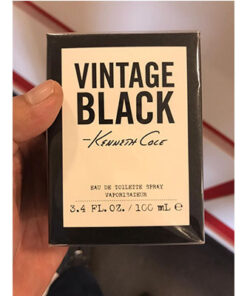 VINTAGE
BLACK
-KENNETH COLE
EAU DE TOILETTE SPRAY
VAPORISATEUR
3.4 FL. OZ. / 100 mL e